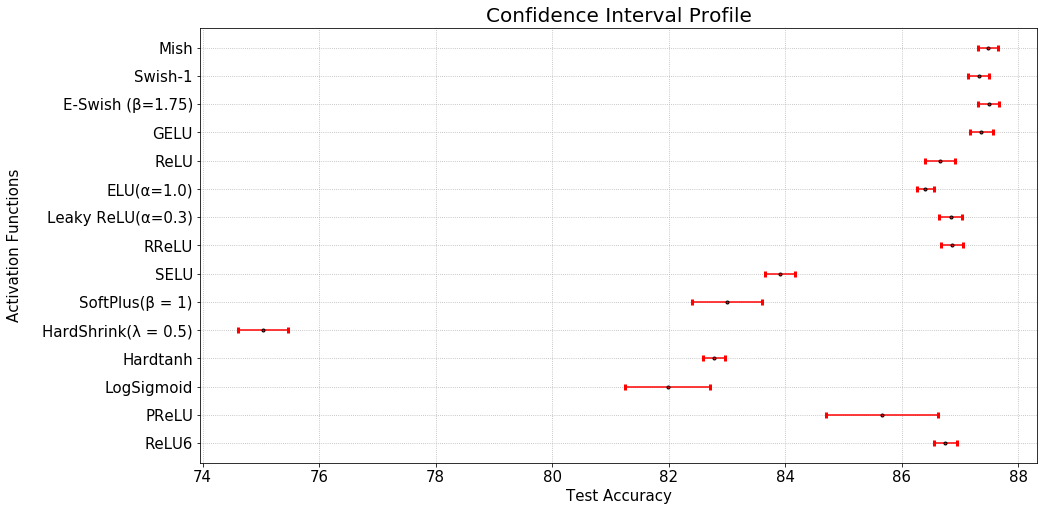 Confidence Interval Profile
Mish
Swish-1
E-Swish (β=1.75)
GELU
ReLU
ELU(α=1.0)
Leaky ReLU(α=0.3)
RReLU
SELU
SoftPlus(β = 1)
HardShrink(λ = 0.5)
Hardtanh
LogSigmoid
PReLU
ReLU6
Activation Functions
74 76 78 80 82 84 86 88
Test Accuracy